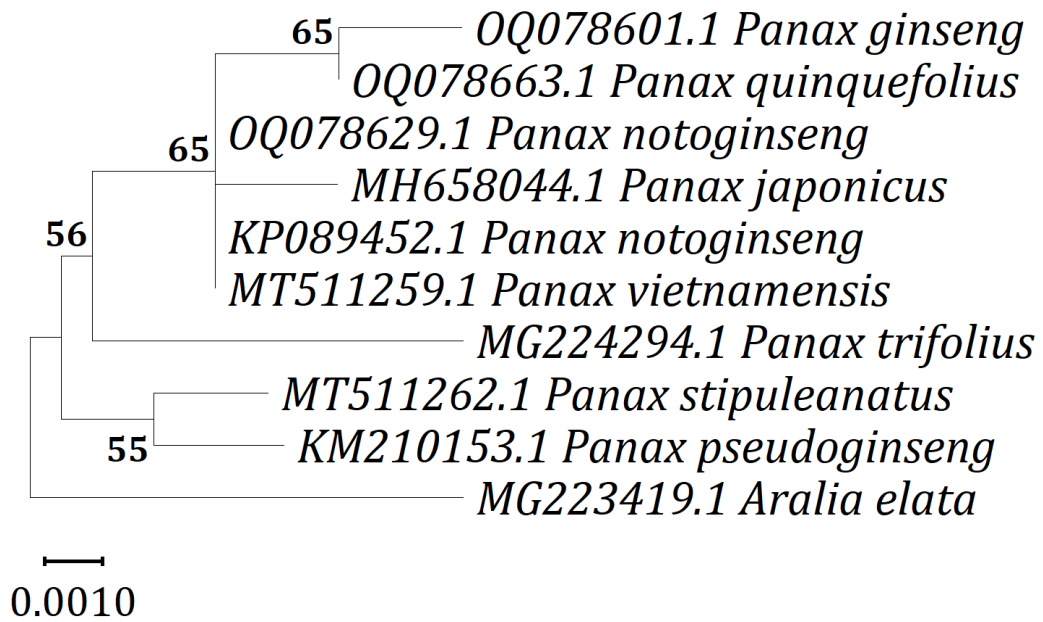 65
OQ078601.1 Panax ginseng
OQ078663.1 Panax quinquefolius
OQ078629.1 Panax notoginseng
65
MH658044.1 Panax japonicus
56
KP089452.1 Panax notoginseng
MT511259.1 Panax vietnamensis
MG224294.1 Panax trifolius
MT511262.1 Panax stipuleanatus
55
KM210153.1 Panax pseudoginseng
MG223419.1 Aralia elata
0.0010